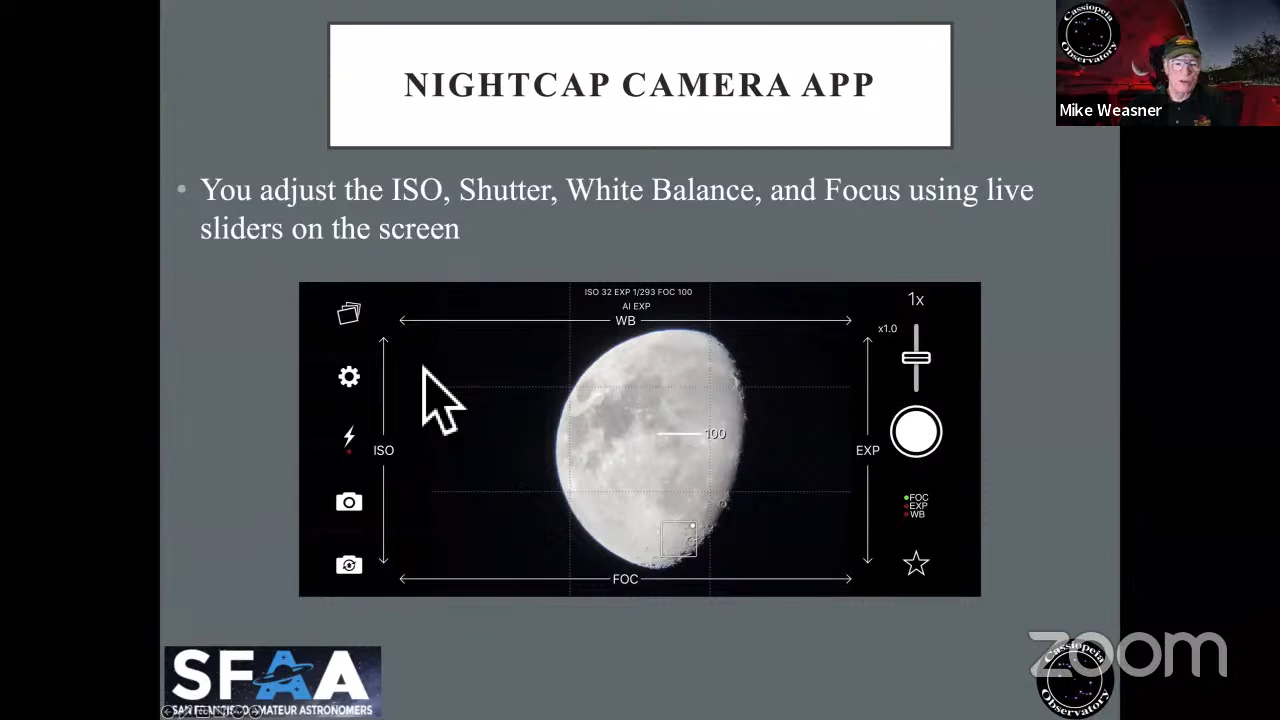 NIGHTCAP CAMERA APP
Cassiopeia
Observatory
Mike Weasner
You adjust the ISO, Shutter, White Balance, and Focus using live
sliders on the screen
ISO 32 EXP 1/293 FOC 100
AI EXP
WB
1x
x1.0
100
ISO
EXP
FOC
EXP
WB
FOC
SFAA
SAN FRANCISCO AMATEUR ASTRONOMERS
zoom
Cassiopeia
Observatory